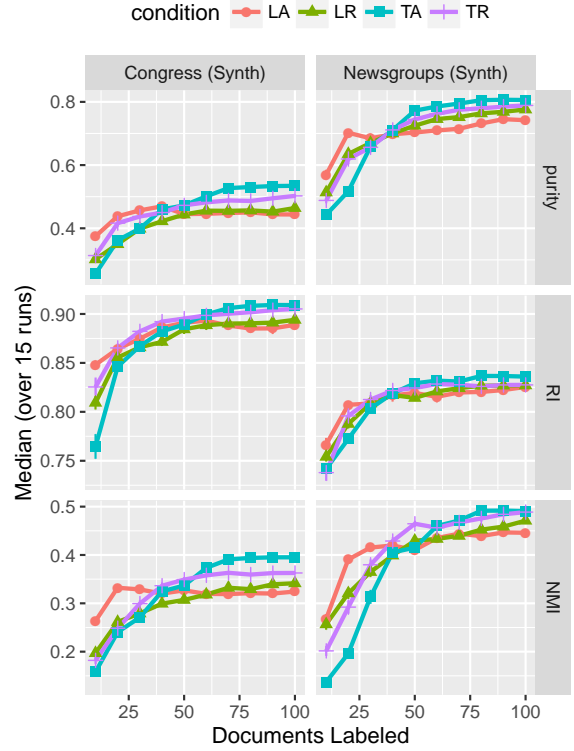 condition LA LR TA TR
Congress (Synth) Newsgroups (Synth)
0.8
0.6
0.4
purity
0.90
0.85
0.80
0.75
RI
0.5
0.4
0.3
0.2
NMI
Median (over 15 runs)
25 50 75 100 25 50 75 100
Documents Labeled